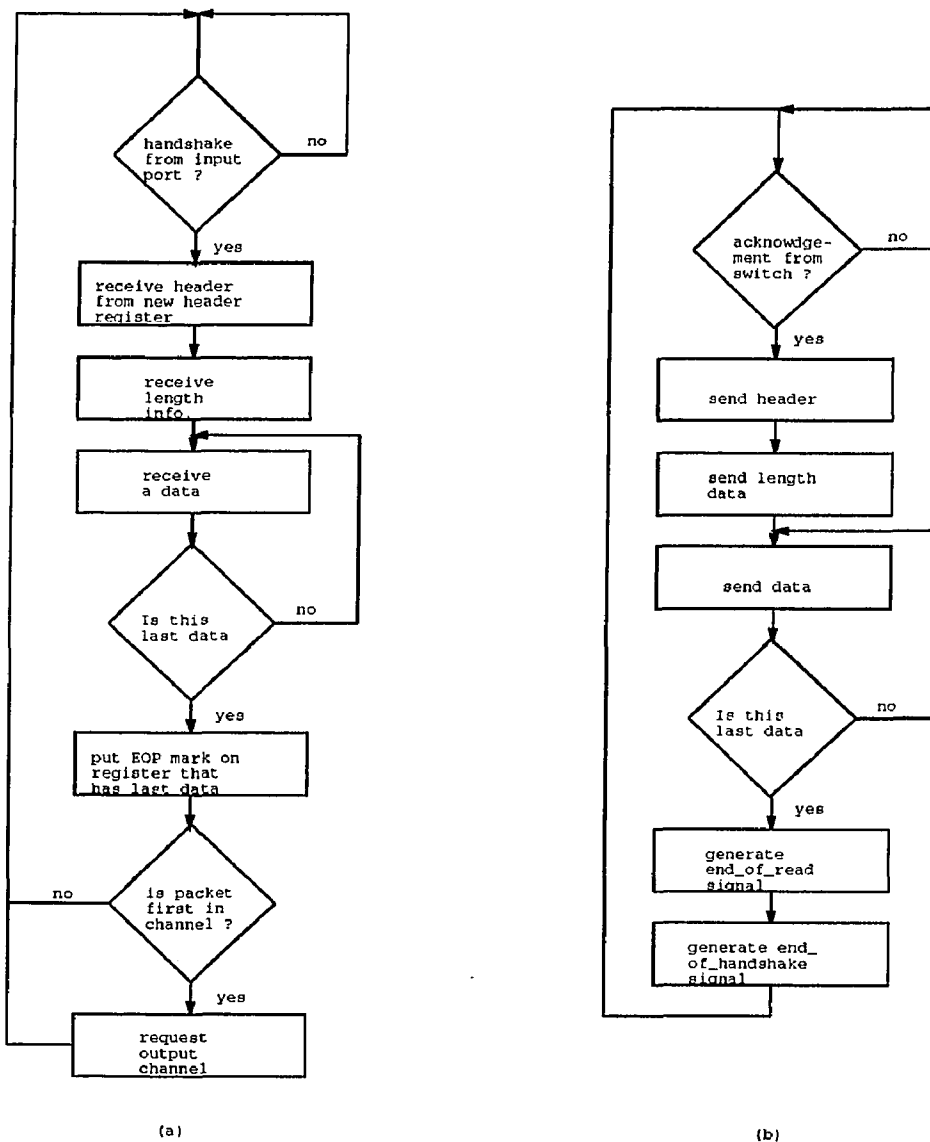 handshake
from input
port ?
no
yes
receive header
from new header
register
receive
length
info.
receive
a data
Is this
last data
no
yes
put EOP mark on
register that
has last data
is packet
first in
channel ?
no
yes
request
output
channel
(a)
acknowdge-
ment from
switch ?
no
yes
send header
send length
data
send data
Is this
last data
no
yes
generate
end_of_read
signal
generate end_
of_handshake
signal
(b)